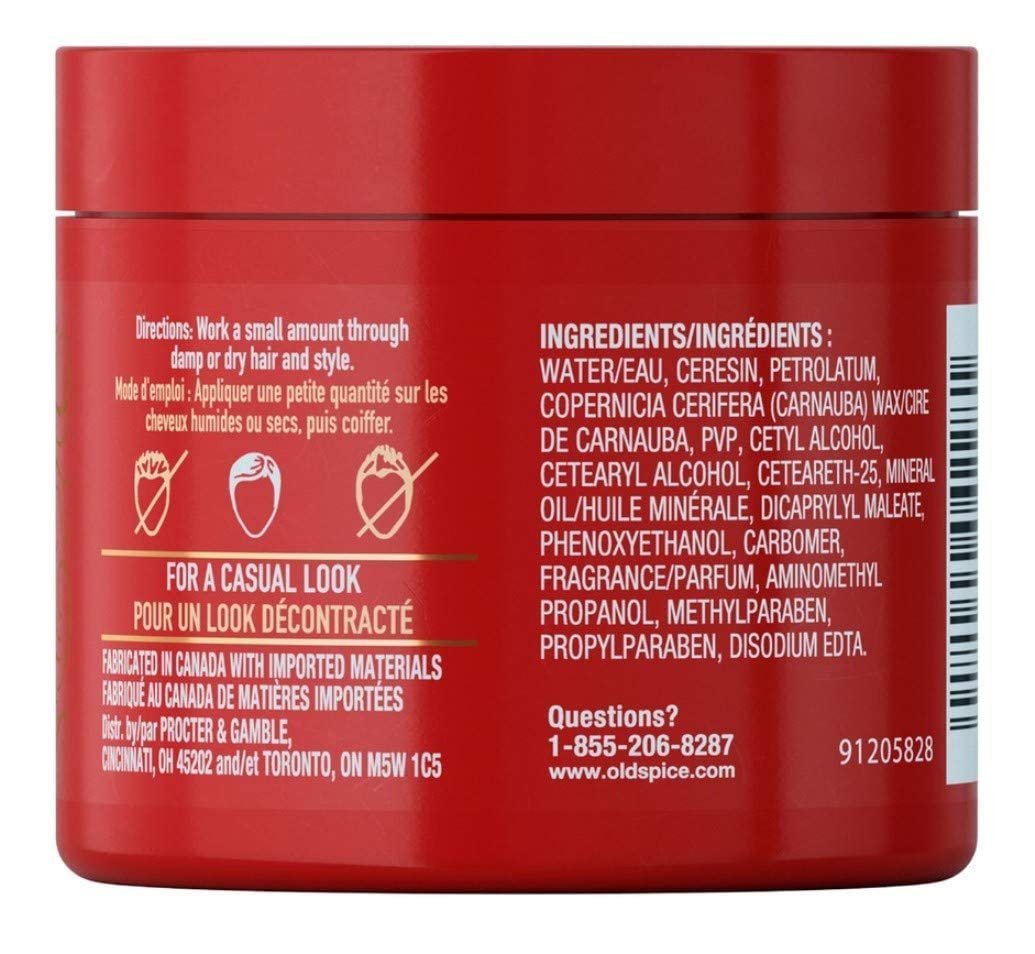 Directions: Work a small amount through
damp or dry hair and style.
Mode d'emploi : Appliquer une petite quantité sur les
cheveux humides ou secs, puis coiffer.
FOR A CASUAL LOOK
POUR UN LOOK DÉCONTRACTÉ
FABRICATED IN CANADA WITH IMPORTED MATERIALS
FABRIQUÉ AU CANADA DE MATIÈRES IMPORTÉES
Distr. by/par PROCTER & GAMBLE,
CINCINNATI, OH 45202 and/et TORONTO, ON M5W 1C5
INGREDIENTS/INGRÉDIENTS :
WATER/EAU, CERESIN, PETROLATUM,
COPERNICIA CERIFERA (CARNAUBA) WAX/CIRE
DE CARNAUBA, PVP, CETYL ALCOHOL,
CETEARYL ALCOHOL, CETEARETH-25, MINERAL
OIL/HUILE MINÉRALE, DICAPRYLYL MALEATE,
PHENOXYETHANOL, CARBOMER,
FRAGRANCE/PARFUM, AMINOMETHYL
PROPANOL, METHYLPARABEN,
PROPYLPARABEN, DISODIUM EDTA.
Questions?
1-855-206-8287
www.oldspice.com
91205828